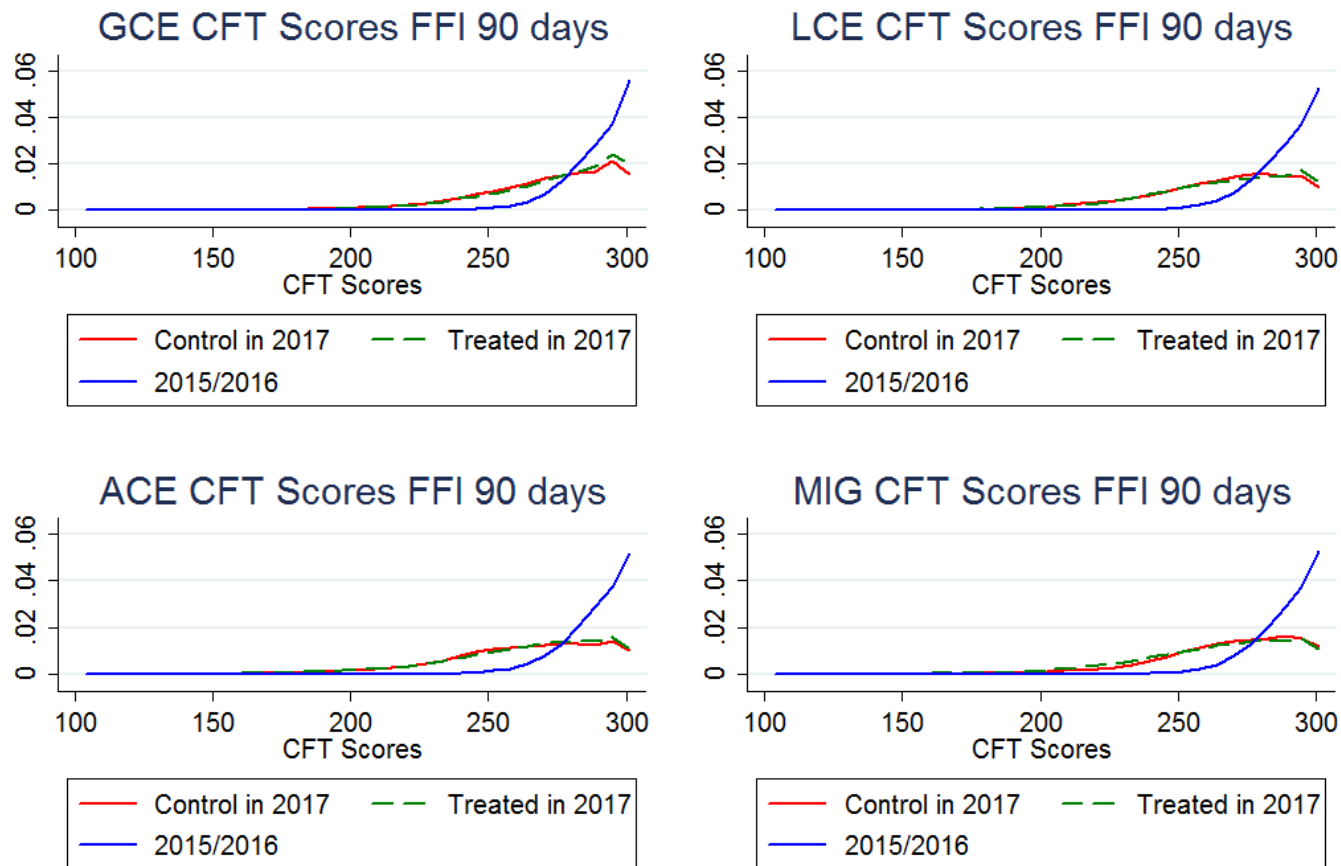 GCE CFT Scores FFI 90 days
.06
.04
.02
0
100 150 200 250 300
CFT Scores
Control in 2017 Treated in 2017
2015/2016
LCE CFT Scores FFI 90 days
.06
.04
.02
0
100 150 200 250 300
CFT Scores
Control in 2017 Treated in 2017
2015/2016
ACE CFT Scores FFI 90 days
.06
.04
.02
0
100 150 200 250 300
CFT Scores
Control in 2017 Treated in 2017
2015/2016
MIG CFT Scores FFI 90 days
.06
.04
.02
0
100 150 200 250 300
CFT Scores
Control in 2017 Treated in 2017
2015/2016